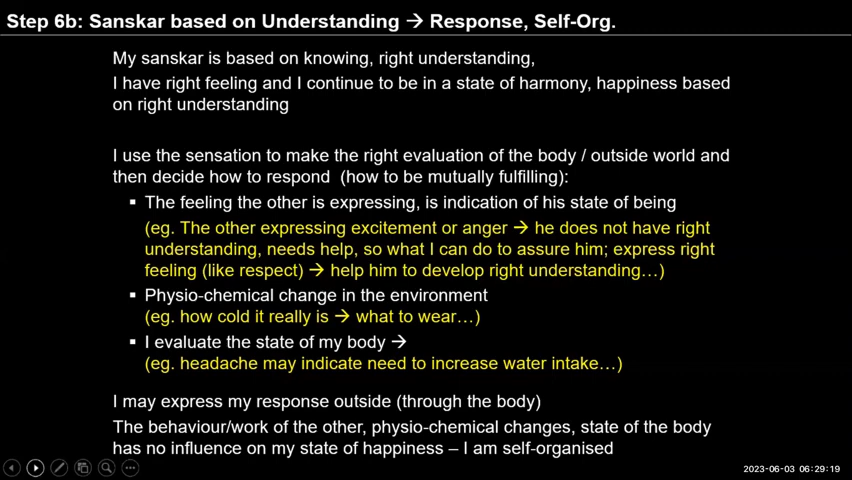 Step 6b: Sanskar based on Understanding → Response, Self-Org.
My sanskar is based on knowing, right understanding,
I have right feeling and I continue to be in a state of harmony, happiness based
on right understanding
I use the sensation to make the right evaluation of the body / outside world and
then decide how to respond (how to be mutually fulfilling):
▪ The feeling the other is expressing, is indication of his state of being
(eg. The other expressing excitement or anger → he does not have right
understanding, needs help, so what I can do to assure him; express right
feeling (like respect) → help him to develop right understanding…)
▪ Physio-chemical change in the environment
(eg. how cold it really is → what to wear…)
▪ I evaluate the state of my body →
(eg. headache may indicate need to increase water intake…)
I may express my response outside (through the body)
The behaviour/work of the other, physio-chemical changes, state of the body
has no influence on my state of happiness – I am self-organised
2023-06-03 06:29:19